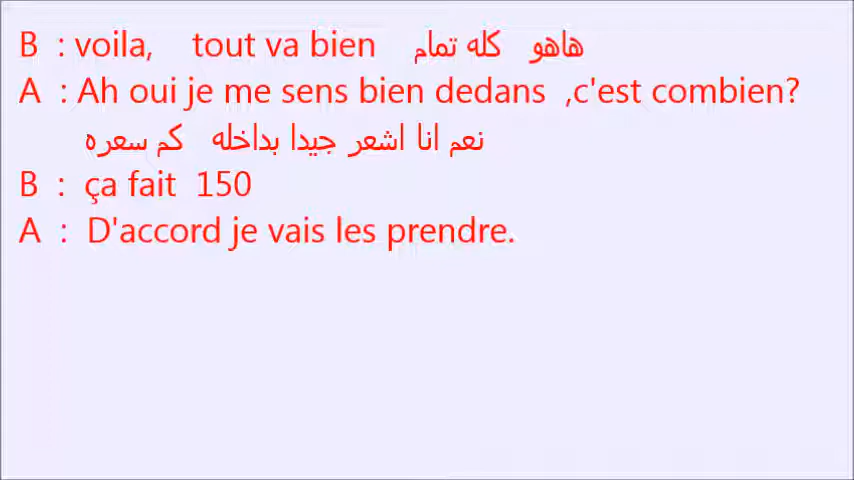 B : voila, tout va bien هاهو كله تمام
A : Ah oui je me sens bien dedans ,c'est combien?
نعم انا اشعر جيدا بداخله كم سعره
B : ça fait 150
A : D'accord je vais les prendre.